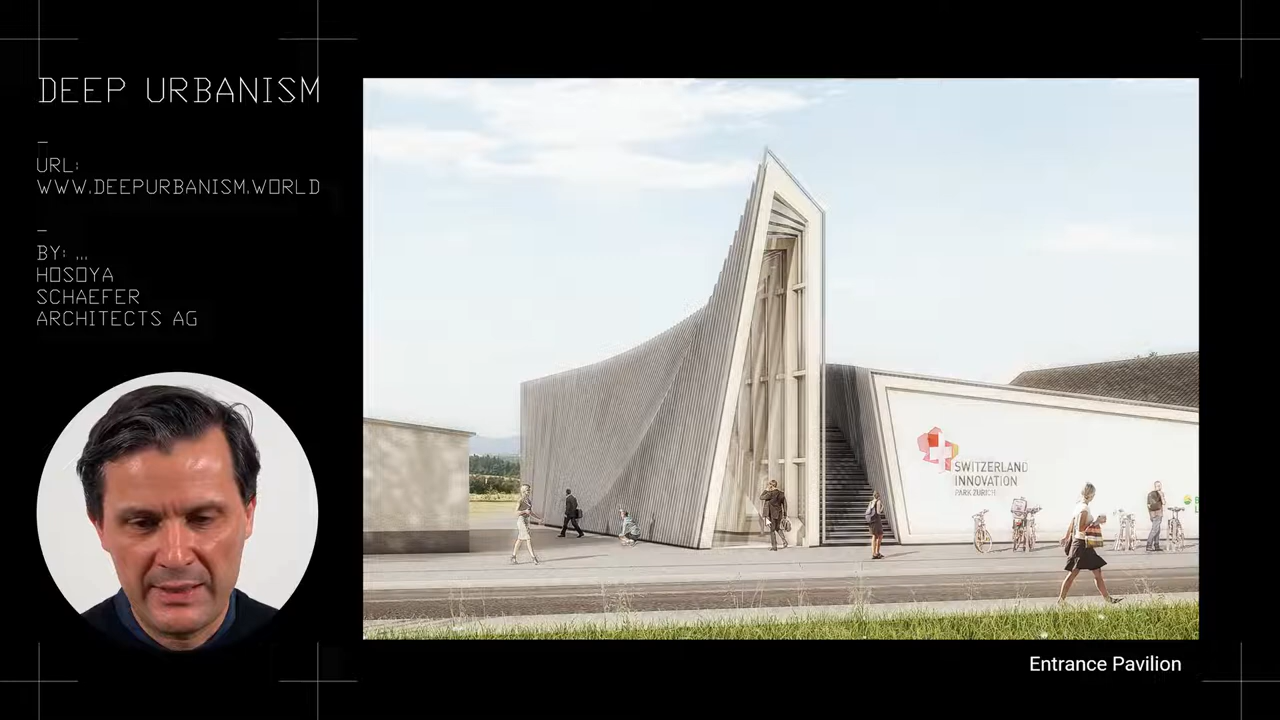 DEEP URBANISM
–
URL:
WWW.DEEPURBANISM.WORLD
–
BY: ...
HOSOYA
SCHAEFER
ARCHITECTS AG
SWITZERLAND
INNOVATION
PARK ZURICH
Entrance Pavilion